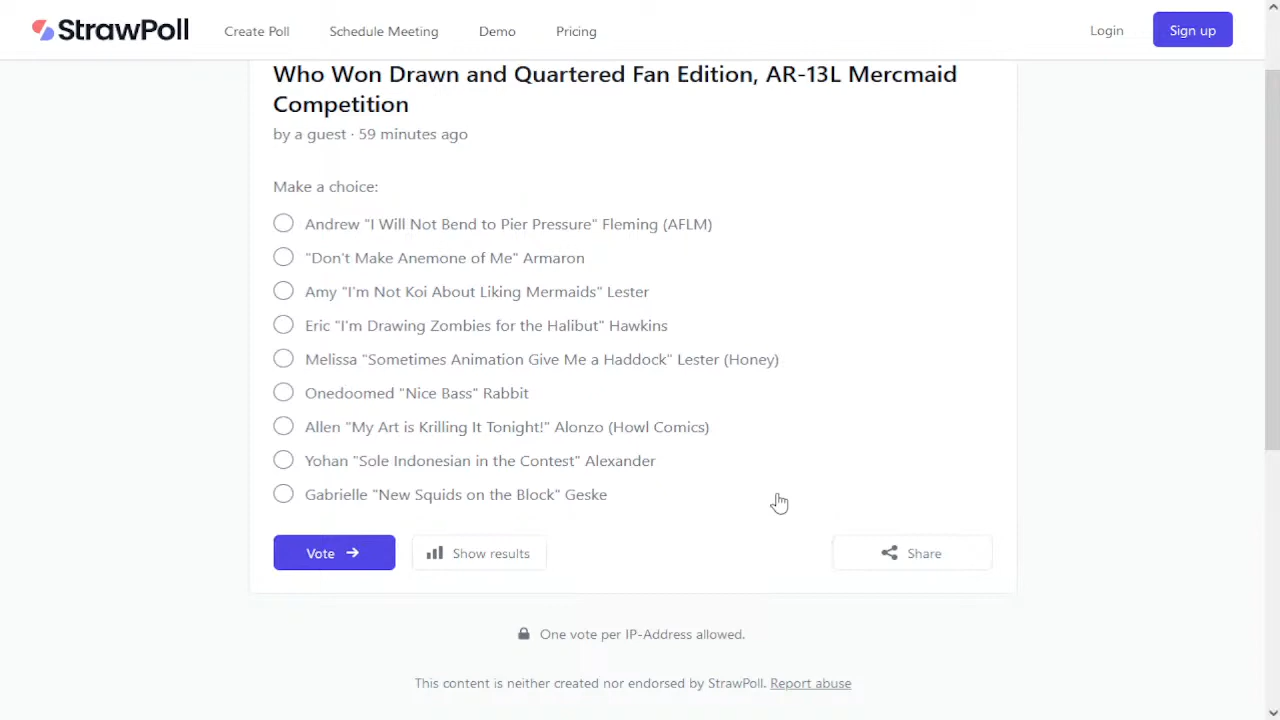 StrawPoll
Create Poll
Schedule Meeting
Demo
Pricing
Login
Sign up
Who Won Drawn and Quartered Fan Edition, AR-13L Mercmaid
Competition
by a guest · 59 minutes ago
Make a choice:
Andrew "I Will Not Bend to Pier Pressure" Fleming (AFLM)
"Don't Make Anemone of Me" Armaron
Amy "I'm Not Koi About Liking Mermaids" Lester
Eric "I'm Drawing Zombies for the Halibut" Hawkins
Melissa "Sometimes Animation Give Me a Haddock" Lester (Honey)
Onedoomed "Nice Bass" Rabbit
Allen "My Art is Krilling It Tonight!" Alonzo (Howl Comics)
Yohan "Sole Indonesian in the Contest" Alexander
Gabrielle "New Squids on the Block" Geske
Vote
Show results
Share
One vote per IP-Address allowed.
This content is neither created nor endorsed by StrawPoll. Report abuse